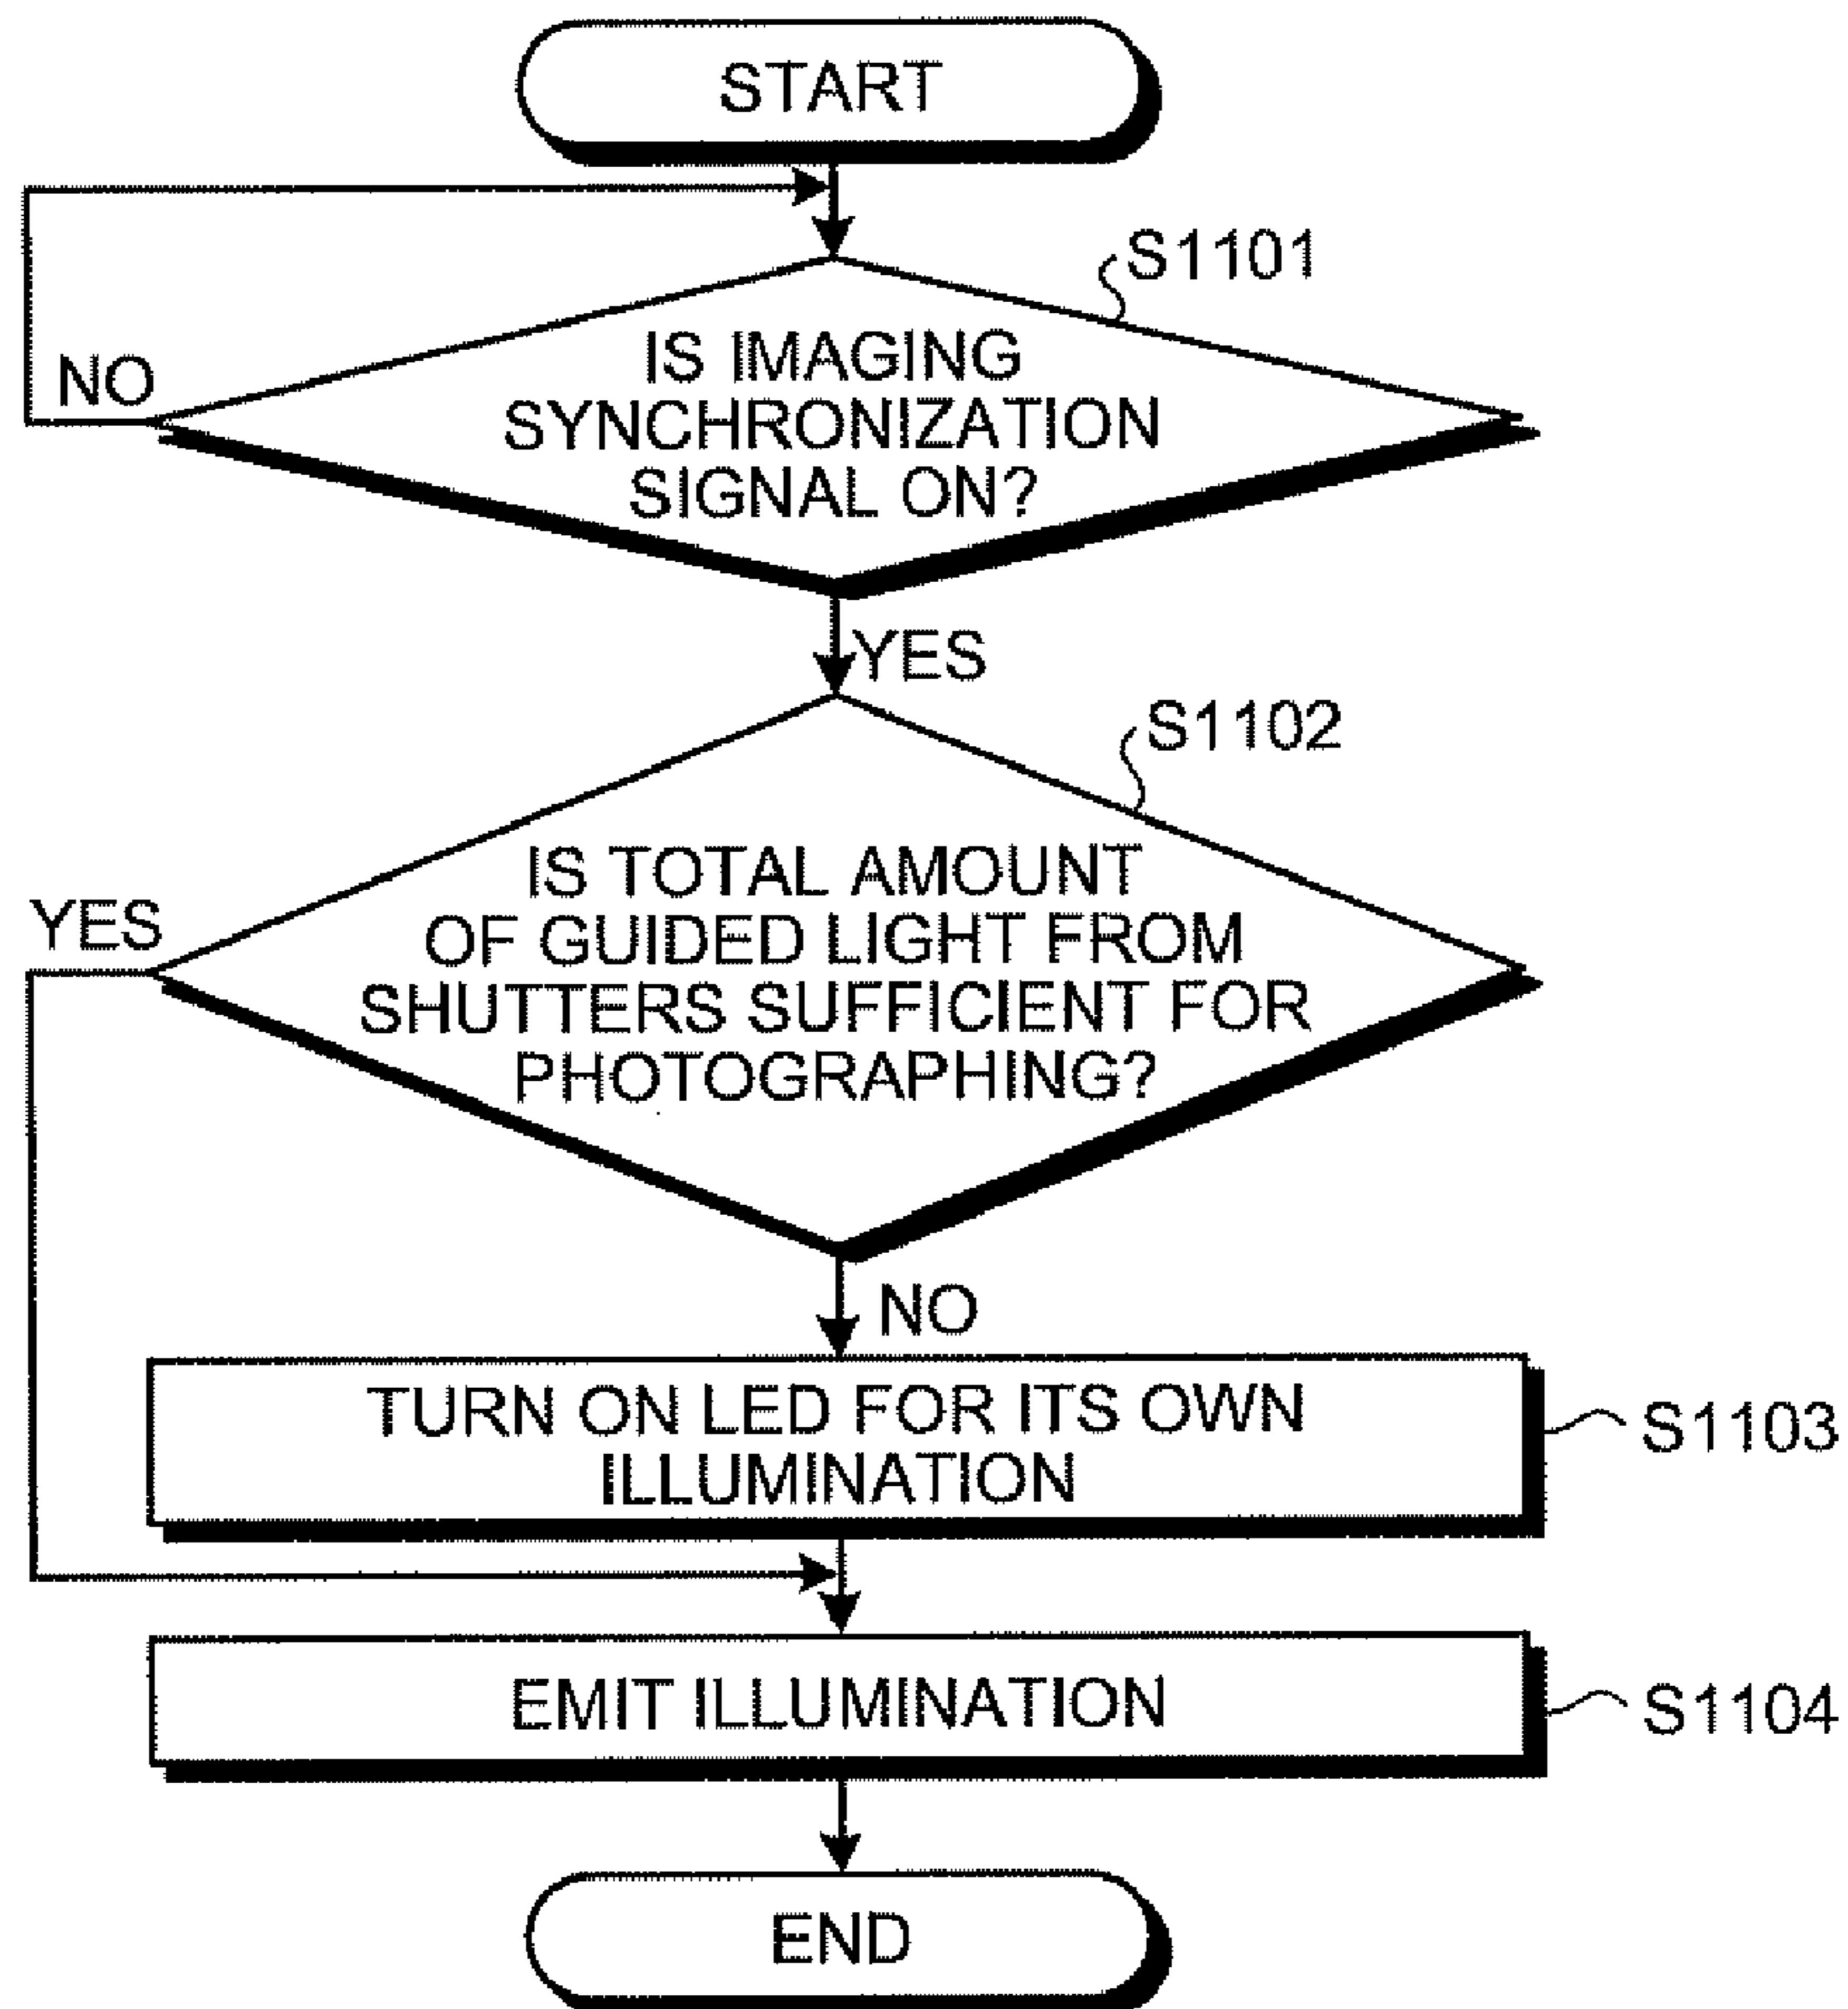 START
S1101
IS IMAGING
SYNCHRONIZATION
SIGNAL ON?
NO
YES
S1102
IS TOTAL AMOUNT
OF GUIDED LIGHT FROM
SHUTTERS SUFFICIENT FOR
PHOTOGRAPHING?
YES
NO
TURN ON LED FOR ITS OWN
ILLUMINATION
S1103
EMIT ILLUMINATION
S1104
END